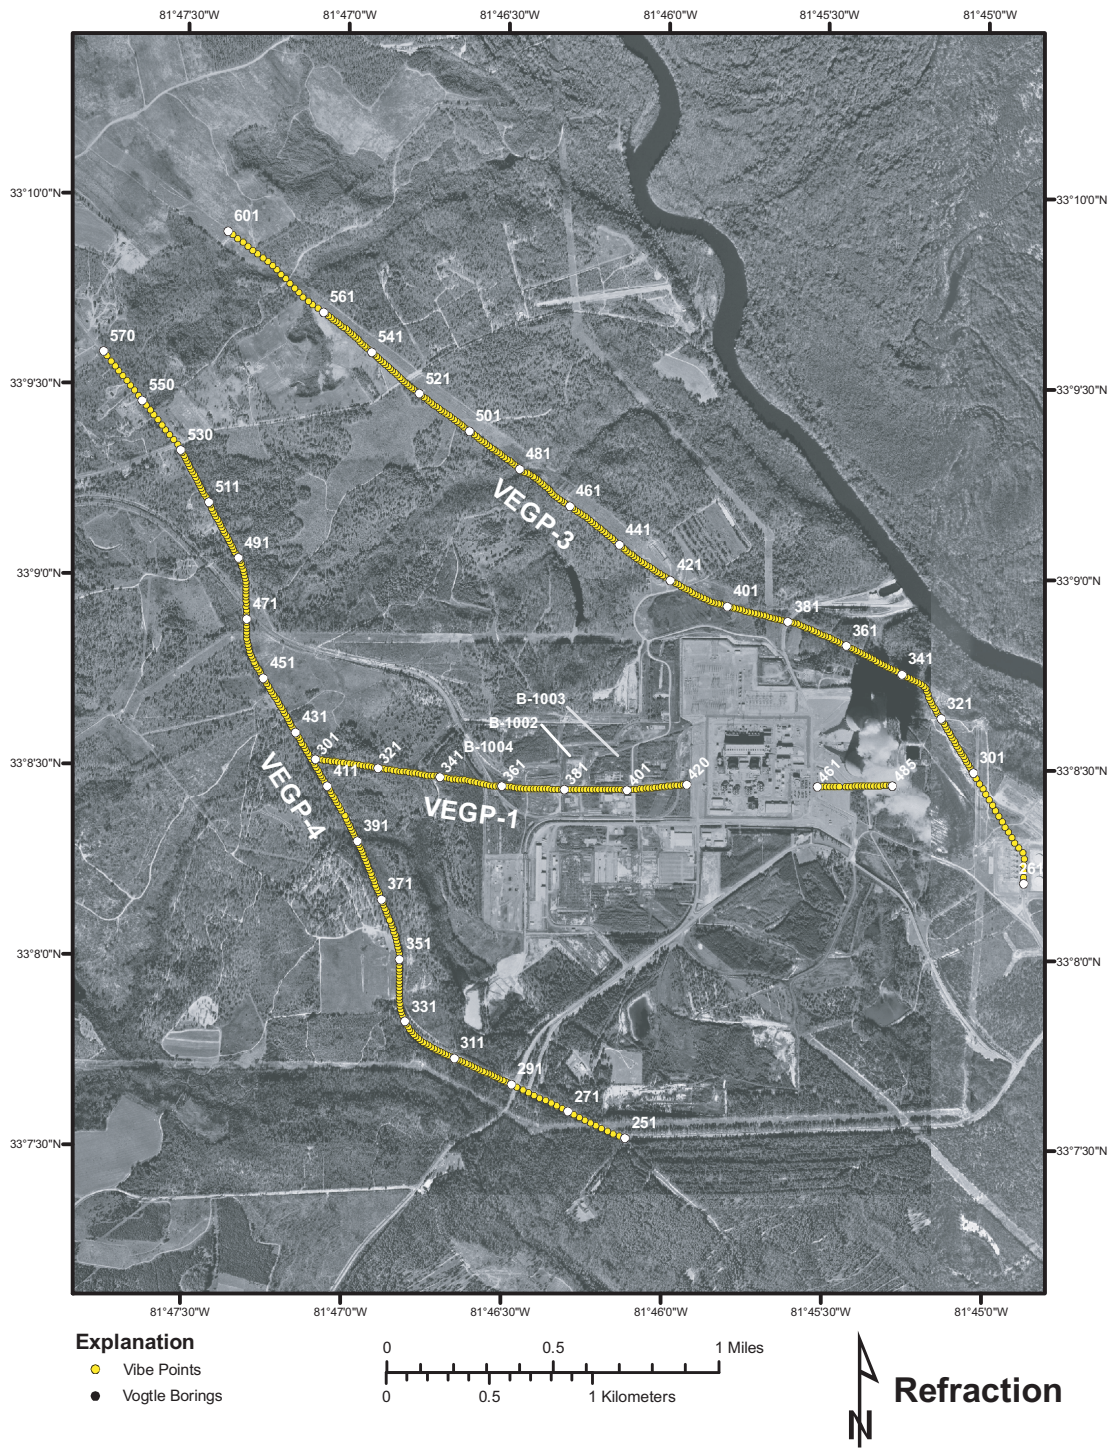 81°47'30"W 81°47'0"W 81°46'30"W 81°46'0"W 81°45'30"W 81°45'0"W
33°10'0"N 33°10'0"N
601
561
570
541
33°9'30"N 33°9'30"N
521
550
501
530
481
511
461
VEGP-3
441
491
421
33°9'0"N 33°9'0"N
401
471
381
361
451
341
B-1003
321
431
B-1002
301 321 341 B-1004
301
33°8'30"N 33°8'30"N
411 361 381 401 420 461 485
VEGP-4
VEGP-1
391
261
371
351
33°8'0"N 33°8'0"N
331
311
291
271
251
33°7'30"N 33°7'30"N
81°47'30"W 81°47'0"W 81°46'30"W 81°46'0"W 81°45'30"W 81°45'0"W
Explanation
Vibe Points
Vogtle Borings
0 0.5 1 Miles
0 0.5 1 Kilometers
N
Refraction